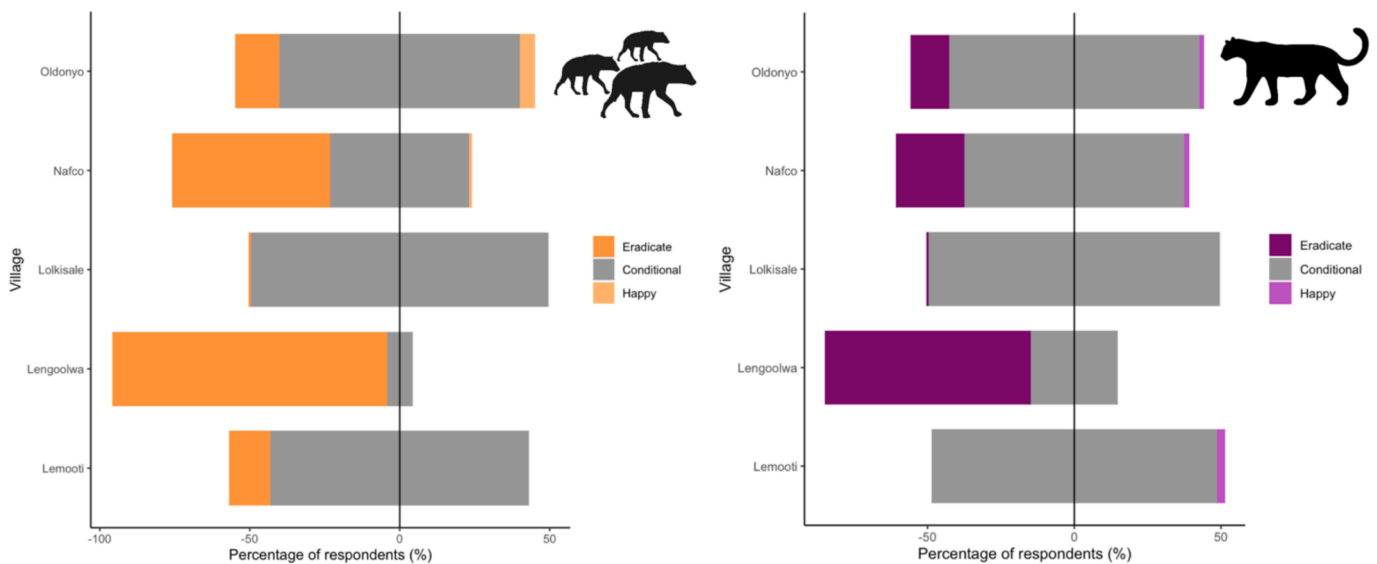 Oldonyo
Nafco
Lolkisale
Lengoolwa
Lemooti
Village
-100
-50
0
50
Percentage of respondents (%)
Eradicate
Conditional
Happy
Oldonyo
Nafco
Lolkisale
Lengoolwa
Lemooti
Village
-50
0
50
Percentage of respondents (%)
Eradicate
Conditional
Happy